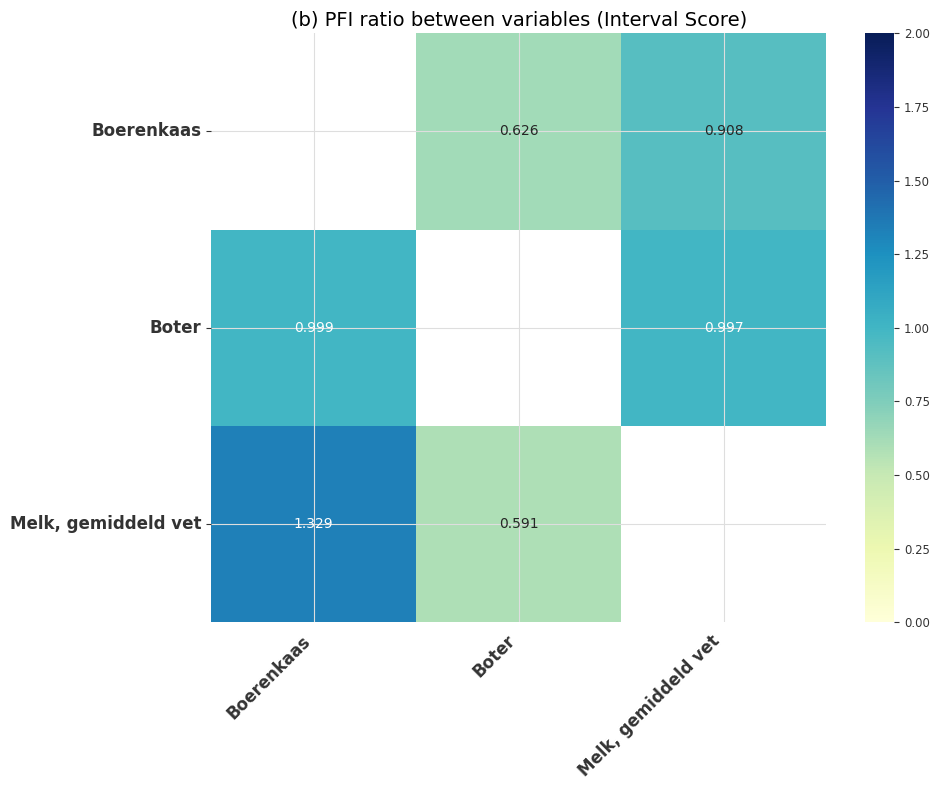 (b) PFI ratio between variables (Interval Score)
Boerenkaas
0.626
0.908
Boter
0.999
0.997
Melk, gemiddeld vet
1.329
0.591
Boerenkaas
Boter
Melk, gemiddeld vet
2.00
1.75
1.50
1.25
1.00
0.75
0.50
0.25
0.00